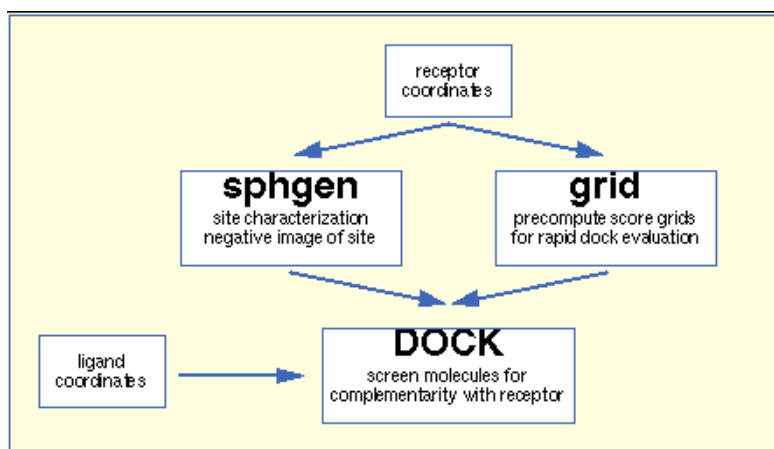 receptor
coordinates
sphgen
site characterization
negative image of site
grid
precompute score grids
for rapid dock evaluation
ligand
coordinates
DOCK
screen molecules for
complementarity with receptor